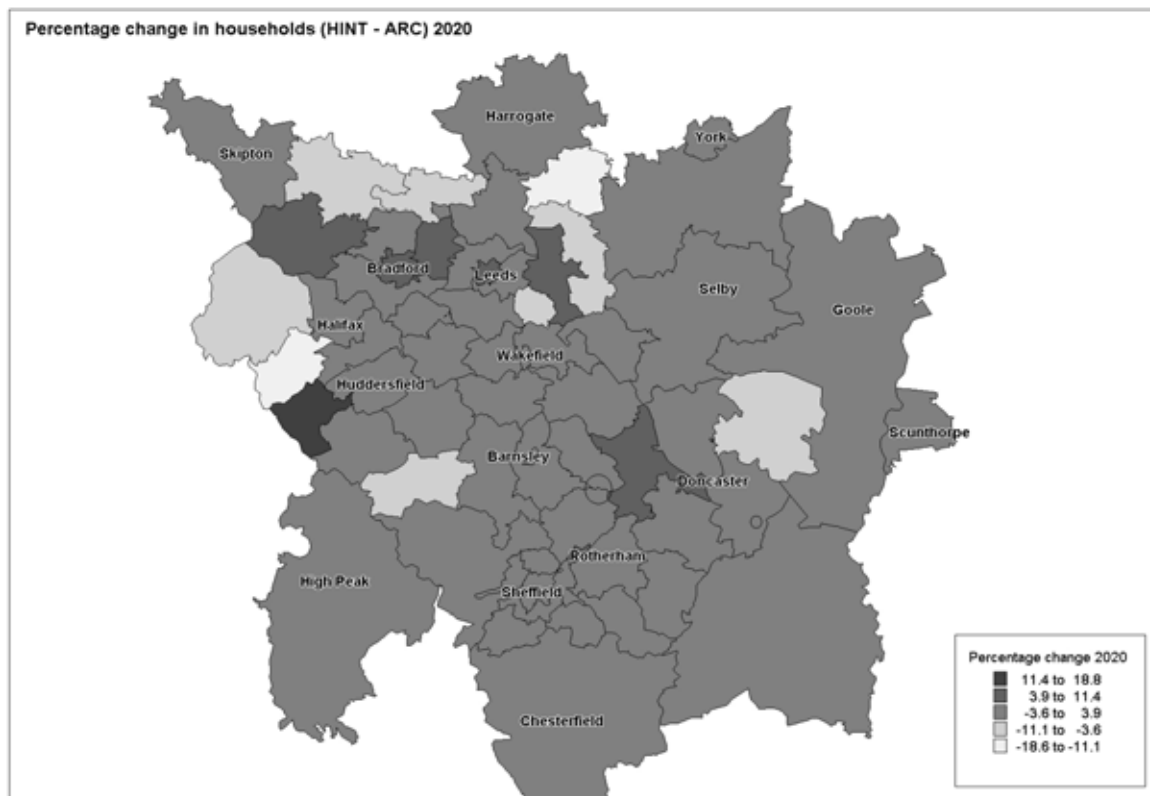 Percentage change in households (HINT - ARC) 2020
Harrogate
York
Skipton
Bradford
Leeds
Selby
Goole
Halifax
Wakefield
Huddersfield
Scunthorpe
Barnsley
Doncaster
Rotherham
High Peak
Sheffield
Chesterfield
Percentage change 2020
11.4 to 18.8
3.9 to 11.4
-3.6 to 3.9
-11.1 to -3.6
-18.6 to -11.1